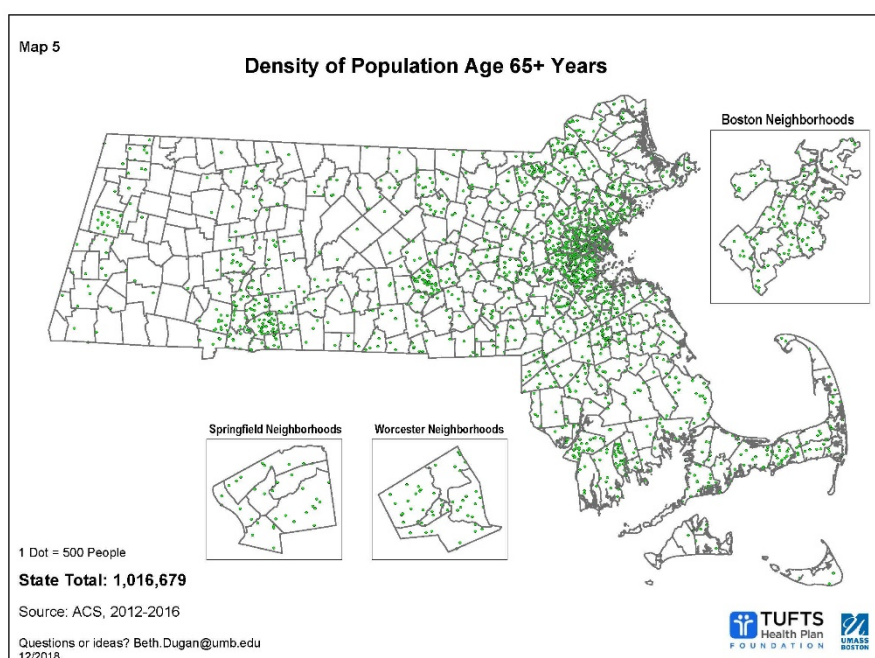 Map 5
Density of Population Age 65+ Years
Boston Neighborhoods
Springfield Neighborhoods
Worcester Neighborhoods
1 Dot = 500 People
State Total: 1,016,679
Source: ACS, 2012-2016
Questions or ideas? Beth.Dugan@umb.edu
12/2018
TUFTS
Health Plan
FOUNDATION
UMASS
BOSTON